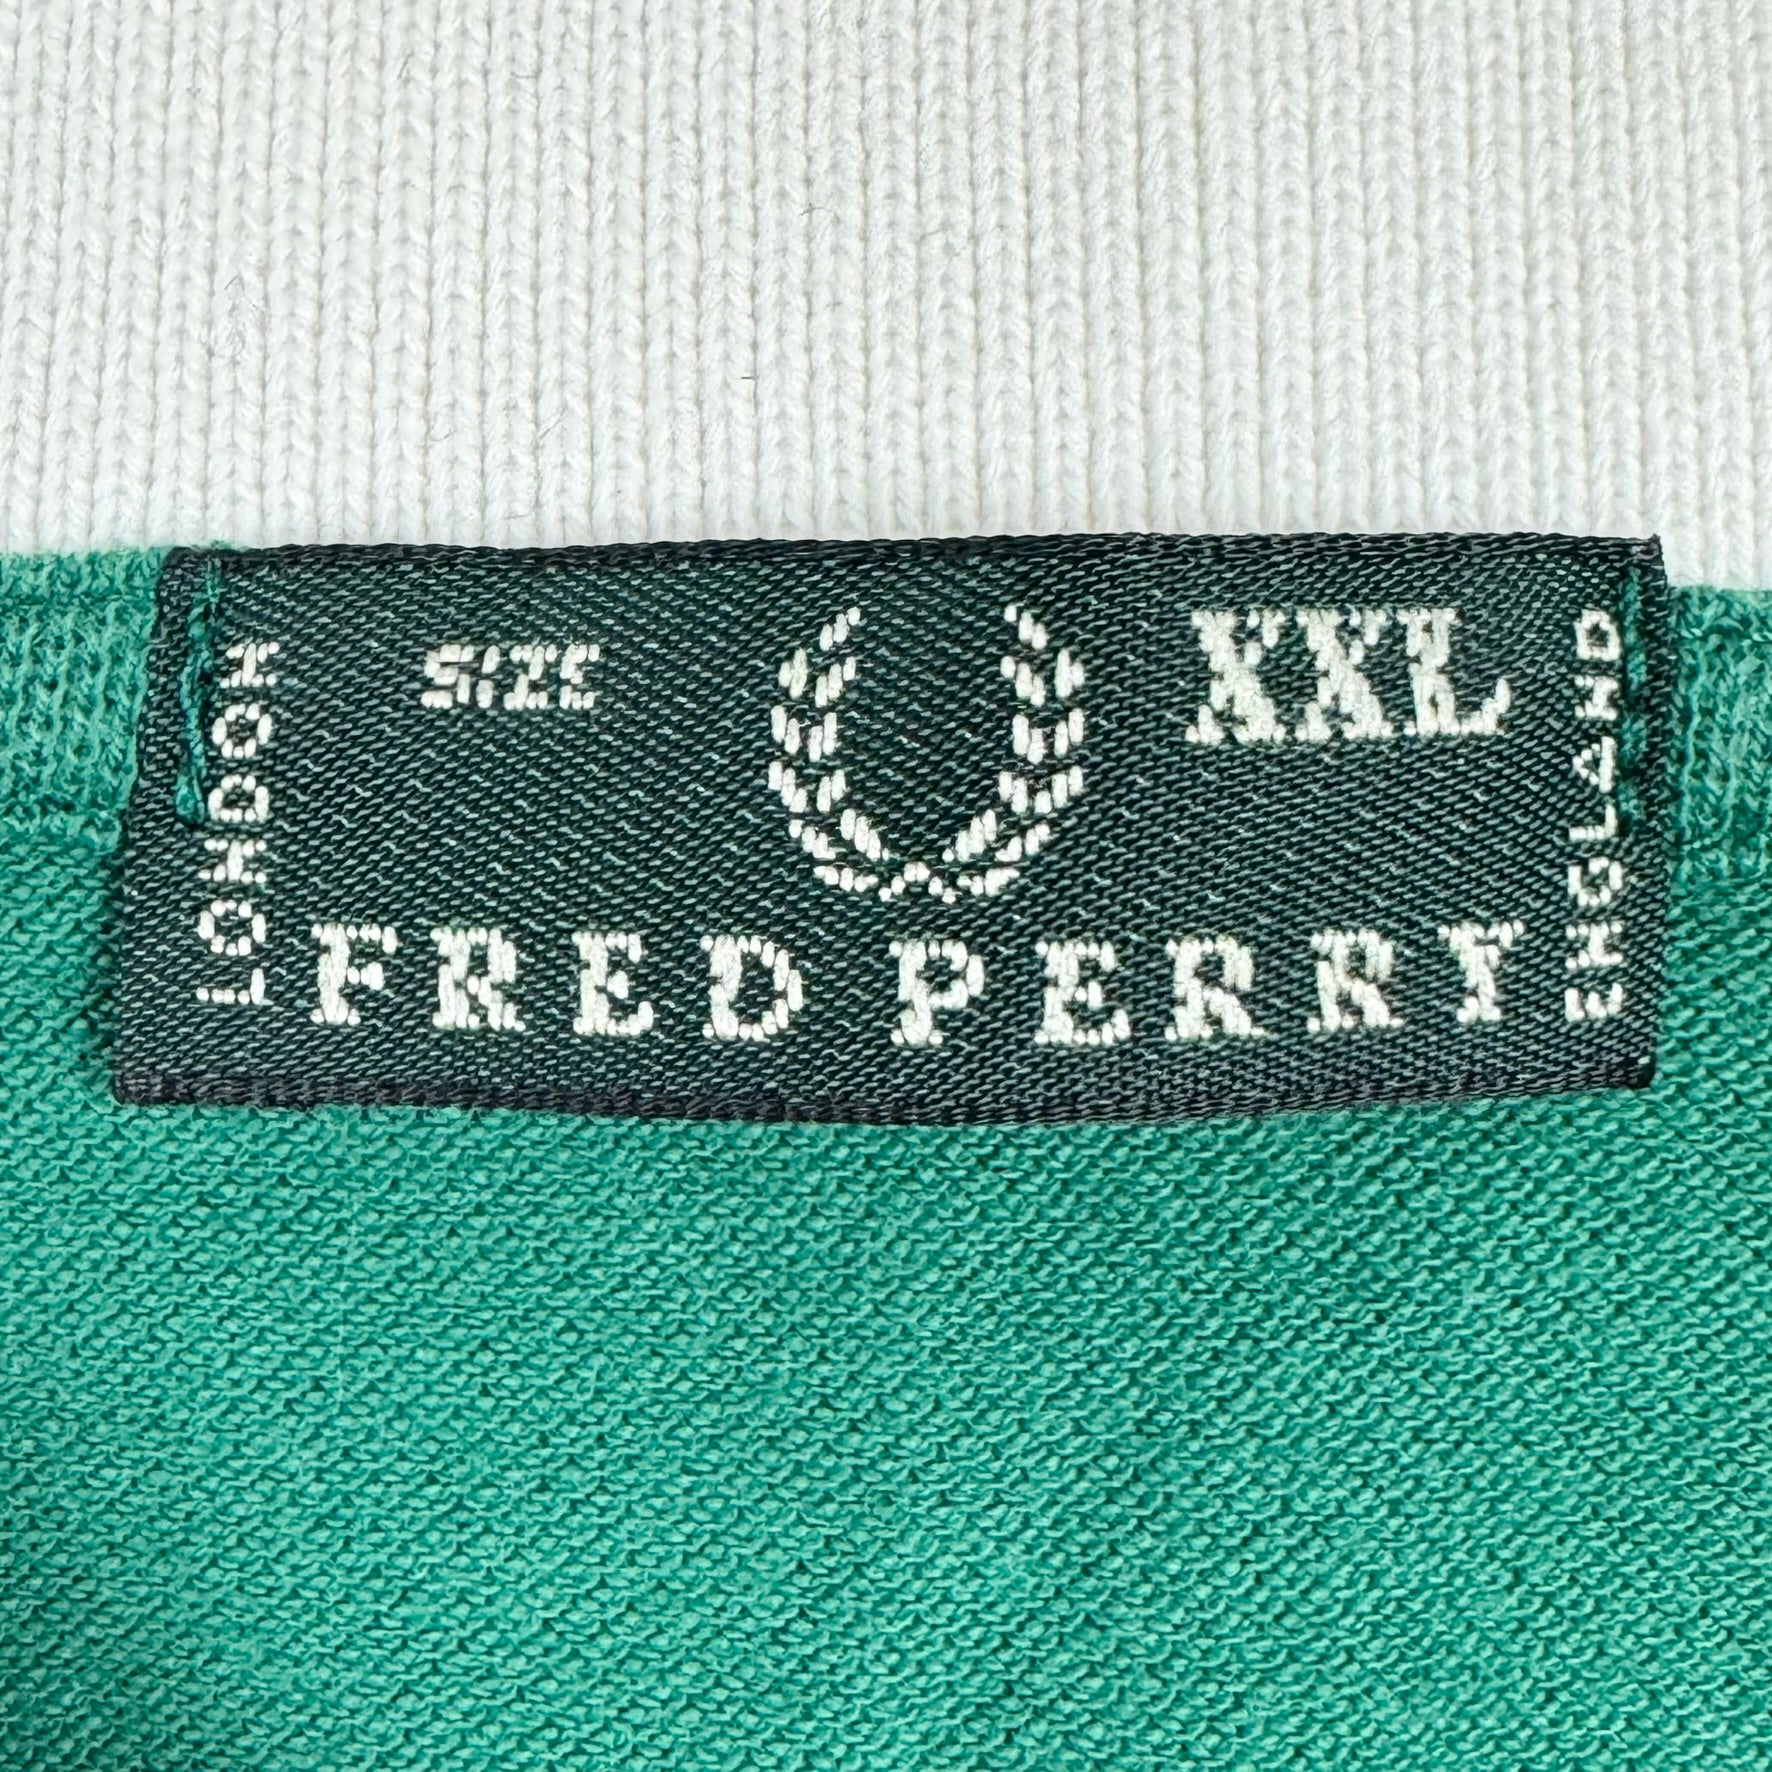 LONDON
SIZE
XXL
FRED PERRY
ENGLAND